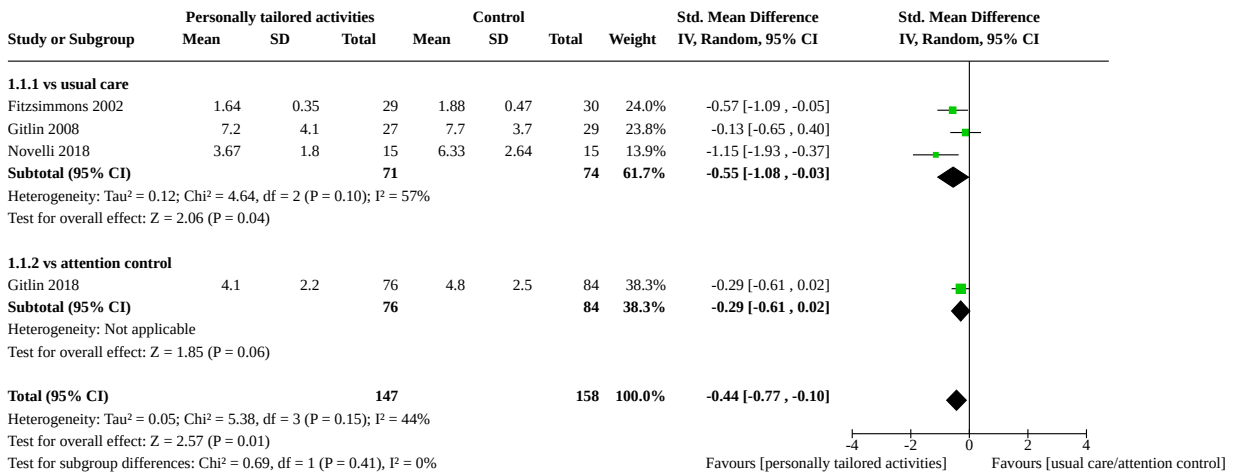 Personally tailored activities Control Std. Mean Difference Std. Mean Difference
Study or Subgroup Mean SD Total Mean SD Total Weight IV, Random, 95% CI IV, Random, 95% CI
1.1.1 vs usual care
Fitzsimmons 2002 1.64 0.35 29 1.88 0.47 30 24.0% -0.57 [-1.09 , -0.05]
Gitlin 2008 7.2 4.1 27 7.7 3.7 29 23.8% -0.13 [-0.65 , 0.40]
Novelli 2018 3.67 1.8 15 6.33 2.64 15 13.9% -1.15 [-1.93 , -0.37]
Subtotal (95% CI) 71 74 61.7% -0.55 [-1.08 , -0.03]
Heterogeneity: Tau² = 0.12; Chi² = 4.64, df = 2 (P = 0.10); I² = 57%
Test for overall effect: Z = 2.06 (P = 0.04)
1.1.2 vs attention control
Gitlin 2018 4.1 2.2 76 4.8 2.5 84 38.3% -0.29 [-0.61 , 0.02]
Subtotal (95% CI) 76 84 38.3% -0.29 [-0.61 , 0.02]
Heterogeneity: Not applicable
Test for overall effect: Z = 1.85 (P = 0.06)
Total (95% CI) 147 158 100.0% -0.44 [-0.77 , -0.10]
Heterogeneity: Tau² = 0.05; Chi² = 5.38, df = 3 (P = 0.15); I² = 44%
Test for overall effect: Z = 2.57 (P = 0.01) -4 -2 0 2 4
Test for subgroup differences: Chi² = 0.69, df = 1 (P = 0.41), I² = 0% Favours [personally tailored activities] Favours [usual care/attention control]